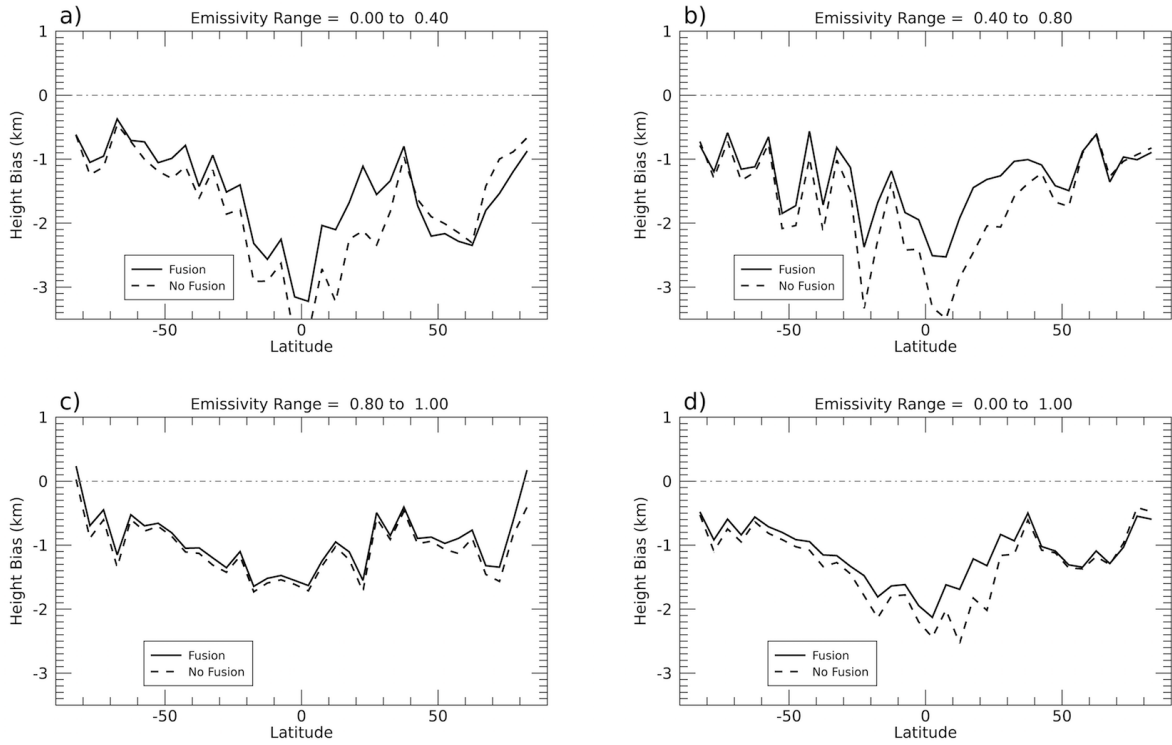 a)
Emissivity Range = 0.00 to 0.40
1
0
-1
-2
-3
Height Bias (km)
Fusion
No Fusion
-50
0
50
Latitude
b)
Emissivity Range = 0.40 to 0.80
1
0
-1
-2
-3
Height Bias (km)
Fusion
No Fusion
-50
0
50
Latitude
c)
Emissivity Range = 0.80 to 1.00
1
0
-1
-2
-3
Height Bias (km)
Fusion
No Fusion
-50
0
50
Latitude
d)
Emissivity Range = 0.00 to 1.00
1
0
-1
-2
-3
Height Bias (km)
Fusion
No Fusion
-50
0
50
Latitude